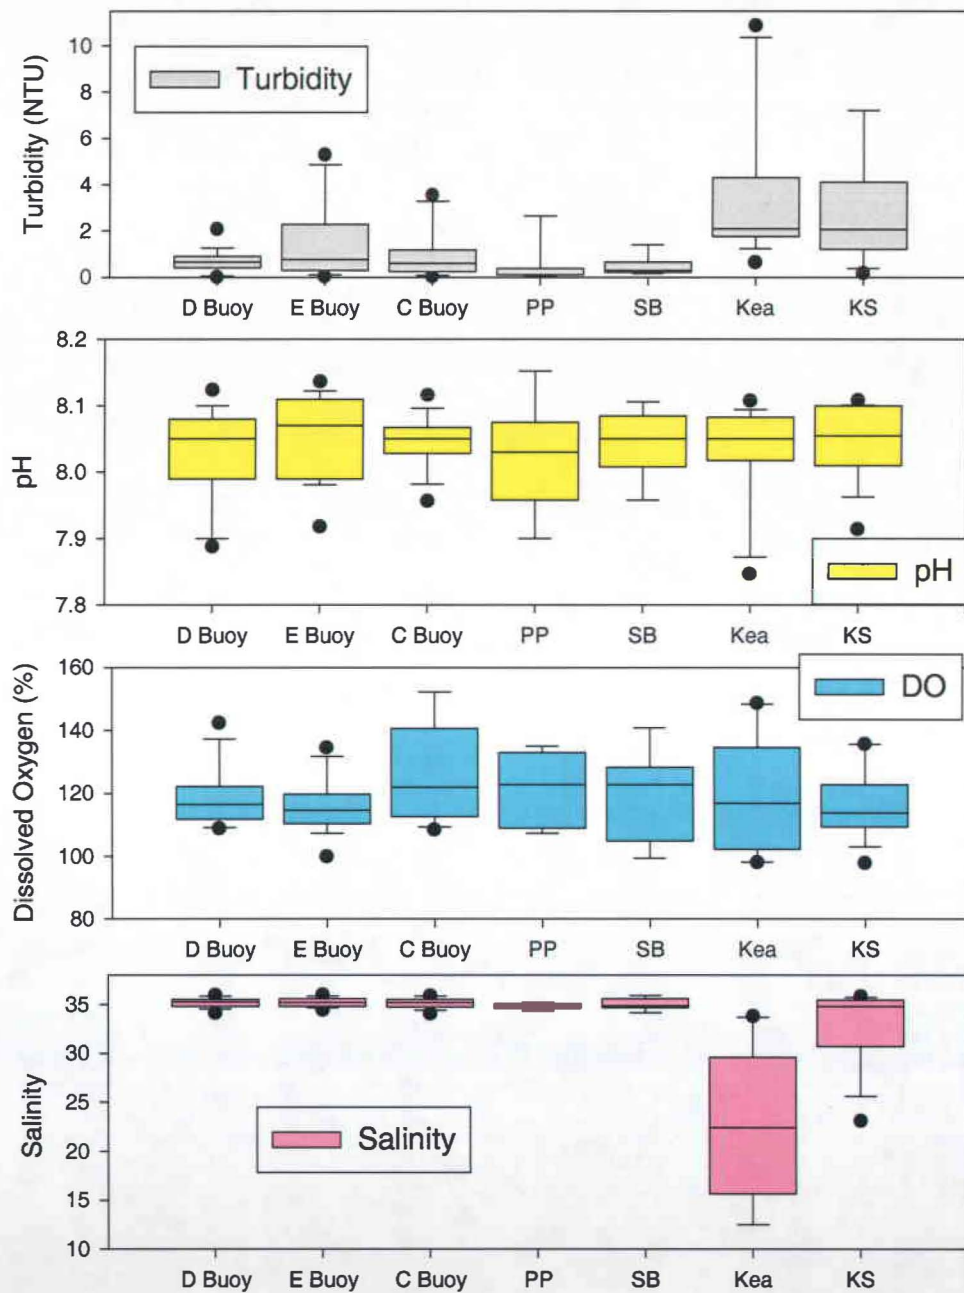 Turbidity (NTU)
10
8
6
4
2
0
Turbidity
D Buoy E Buoy C Buoy PP SB Kea KS
pH
8.2
8.1
8.0
7.9
7.8
pH
D Buoy E Buoy C Buoy PP SB Kea KS
Dissolved Oxygen (%)
160
140
120
100
80
DO
D Buoy E Buoy C Buoy PP SB Kea KS
Salinity
35
30
25
20
15
10
Salinity
D Buoy E Buoy C Buoy PP SB Kea KS